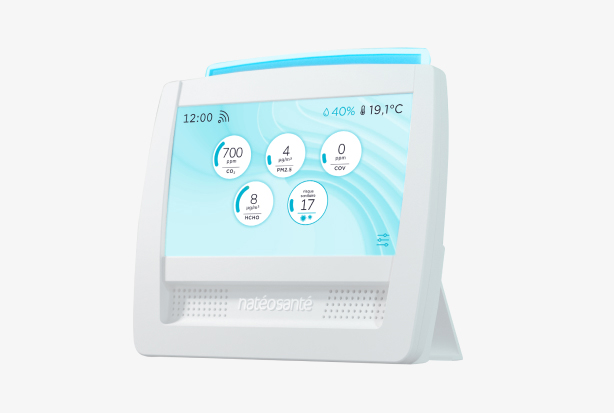 12:00
40% 19,1°C
700
ppm
CO₂
4
µg/m³
PM2.5
0
ppm
COV
8
µg/m³
HCHO
risque
sanitaire
17
natéosanté